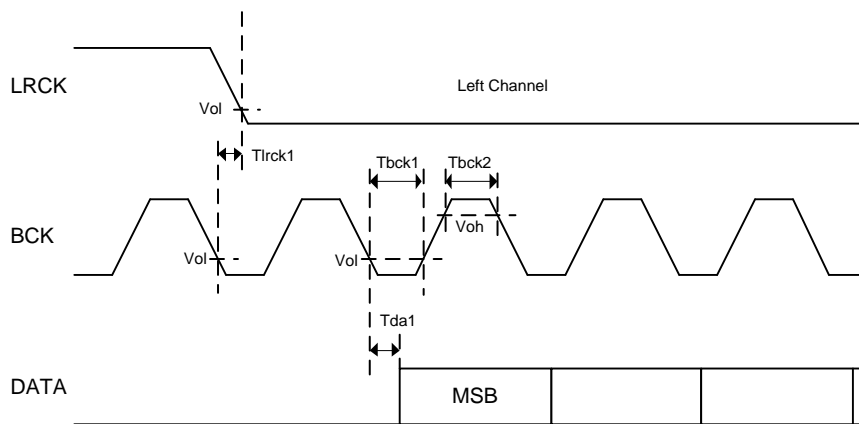 LRCK
Left Channel
Vol
Tlrck1
Tbck1
Tbck2
BCK
Vol
Vol
Voh
Tda1
DATA
MSB